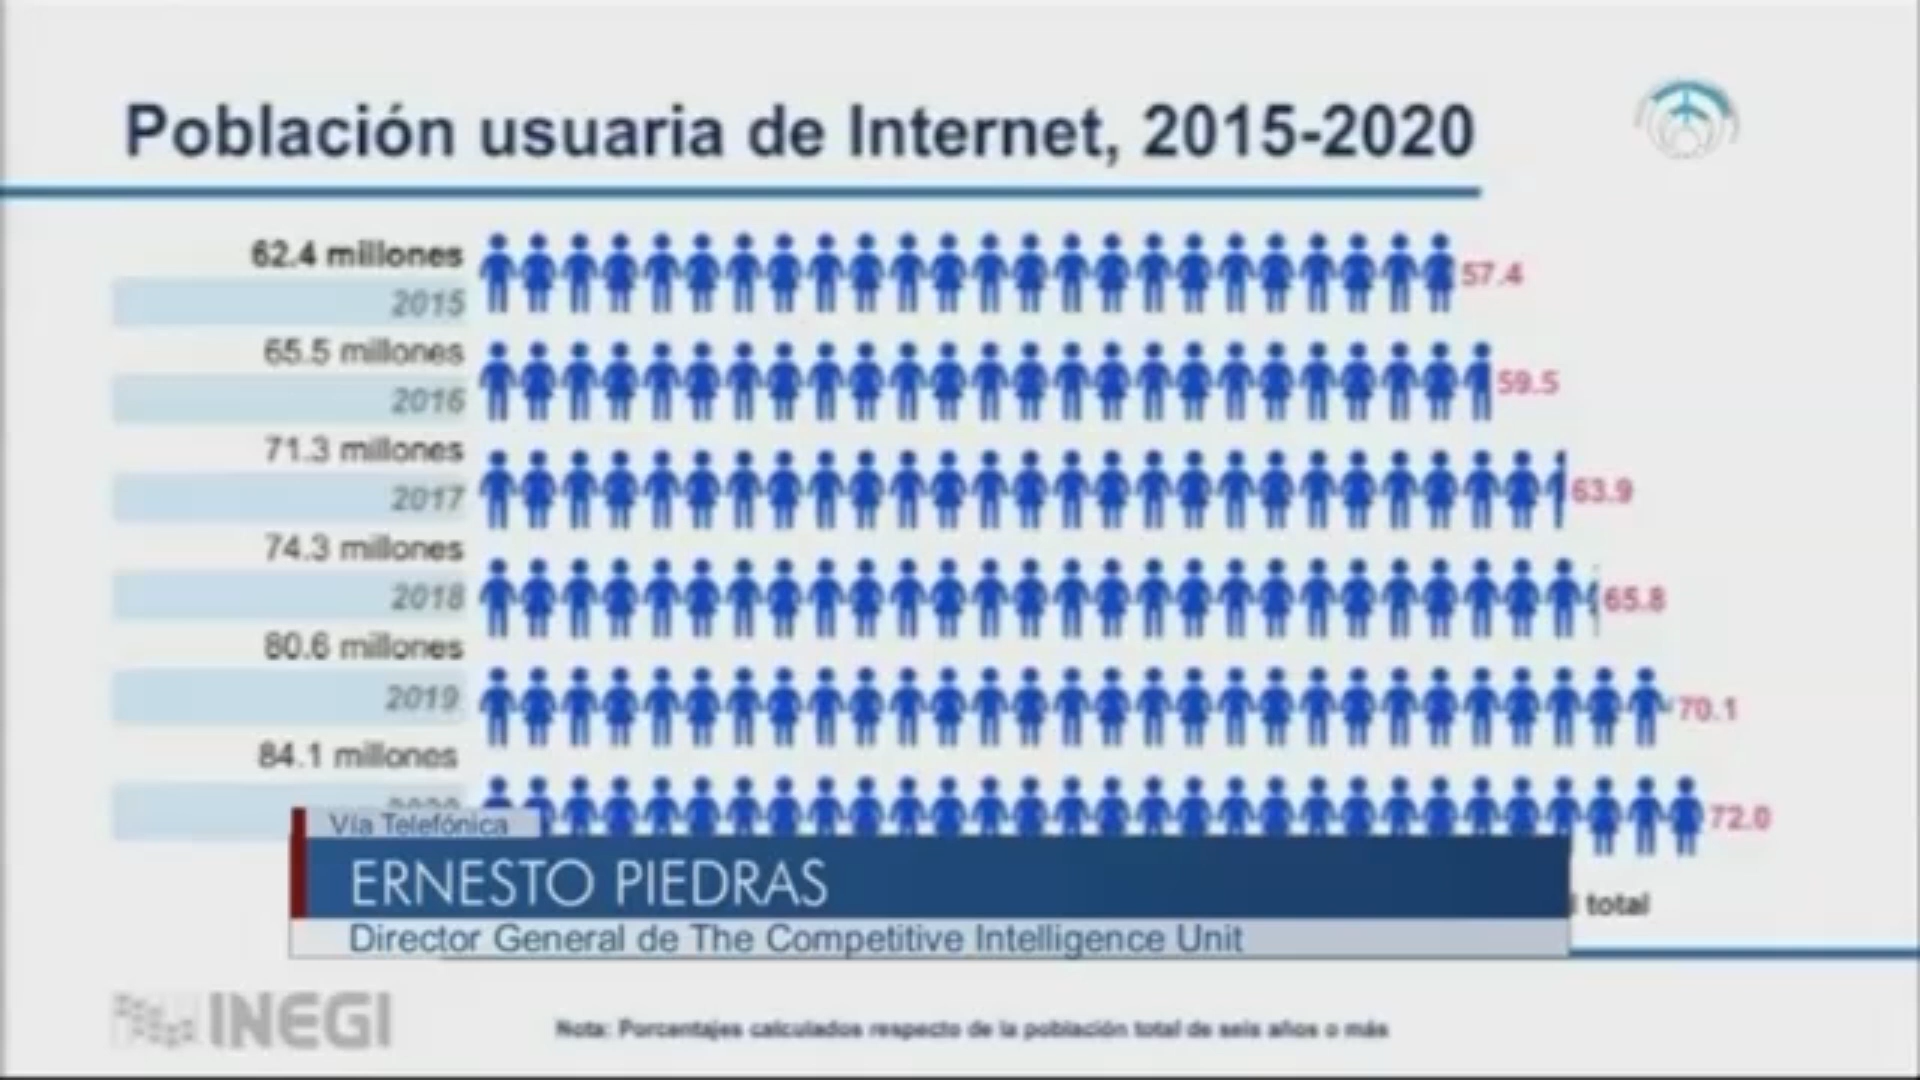 Población usuaria de Internet, 2015-2020
62.4 millones
2015
57.4
65.5 millones
2016
59.5
71.3 millones
2017
63.9
74.3 millones
2018
65.8
80.6 millones
2019
70.1
84.1 millones
2020
72.0
Vía Telefónica
ERNESTO PIEDRAS
total
Director General de The Competitive Intelligence Unit
INEGI
Nota: Porcentajes calculados respecto de la población total de seis años o más